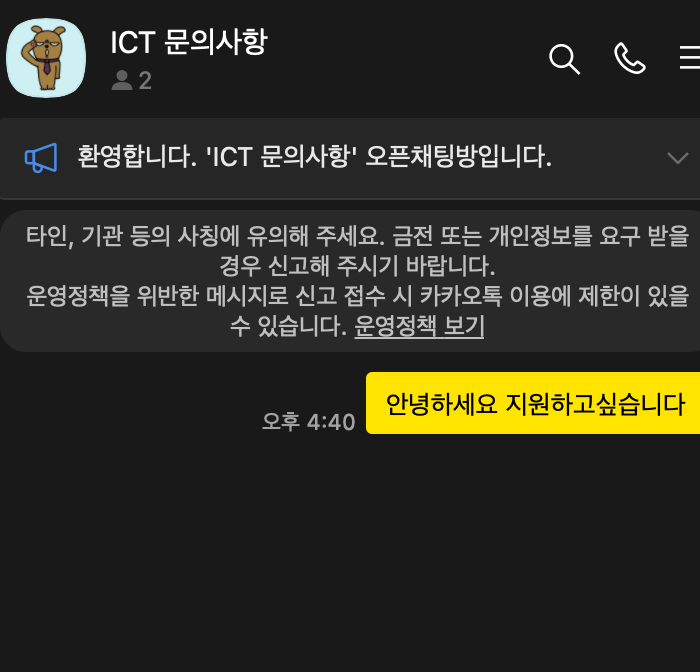 ICT 문의사항
2
환영합니다. 'ICT 문의사항' 오픈채팅방입니다.
타인, 기관 등의 사칭에 유의해 주세요. 금전 또는 개인정보를 요구 받을
경우 신고해 주시기 바랍니다.
운영정책을 위반한 메시지로 신고 접수 시 카카오톡 이용에 제한이 있을
수 있습니다. 운영정책 보기
안녕하세요 지원하고싶습니다
오후 4:40